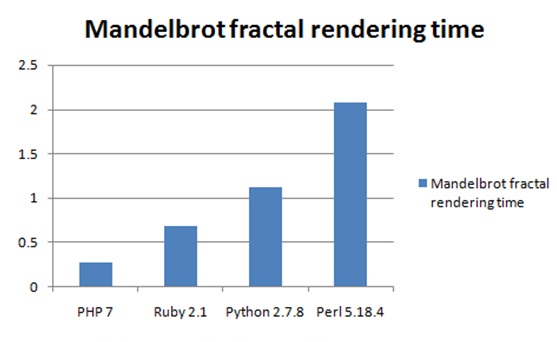 Mandelbrot fractal rendering time
2.5
2
1.5
1
0.5
0
PHP 7 Ruby 2.1 Python 2.7.8 Perl 5.18.4
Mandelbrot fractal
rendering time